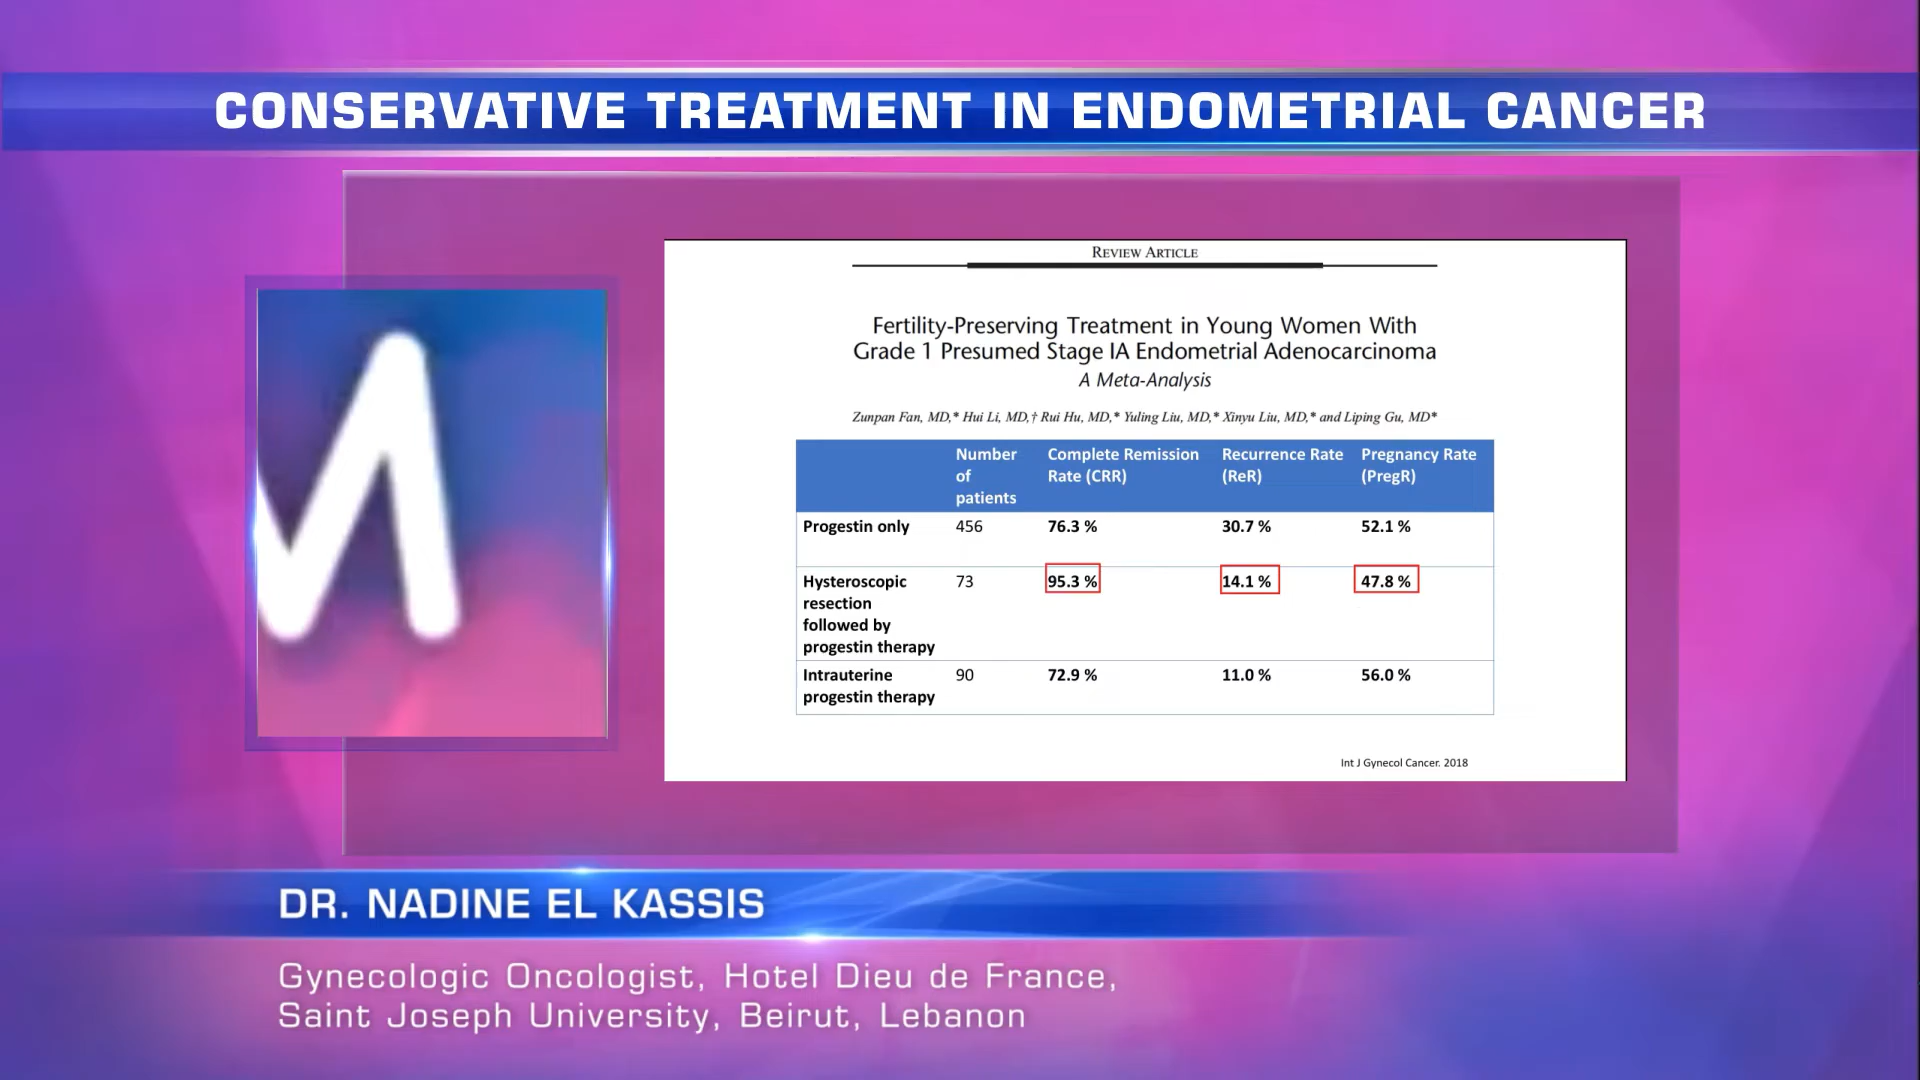 CONSERVATIVE TREATMENT IN ENDOMETRIAL CANCER
REVIEW ARTICLE
Fertility-Preserving Treatment in Young Women With
Grade 1 Presumed Stage IA Endometrial Adenocarcinoma
A Meta-Analysis
Zunpan Fan, MD,* Hui Li, MD,† Rui Hu, MD,* Yuling Liu, MD,* Xinyu Liu, MD,* and Liping Gu, MD*
Number of patients Complete Remission Rate (CRR) Recurrence Rate (ReR) Pregnancy Rate (PregR)
Progestin only 456 76.3 % 30.7 % 52.1 %
Hysteroscopic resection followed by progestin therapy 73 95.3 % 14.1 % 47.8 %
Intrauterine progestin therapy 90 72.9 % 11.0 % 56.0 %
Int J Gynecol Cancer. 2018
DR. NADINE EL KASSIS
Gynecologic Oncologist, Hotel Dieu de France,
Saint Joseph University, Beirut, Lebanon